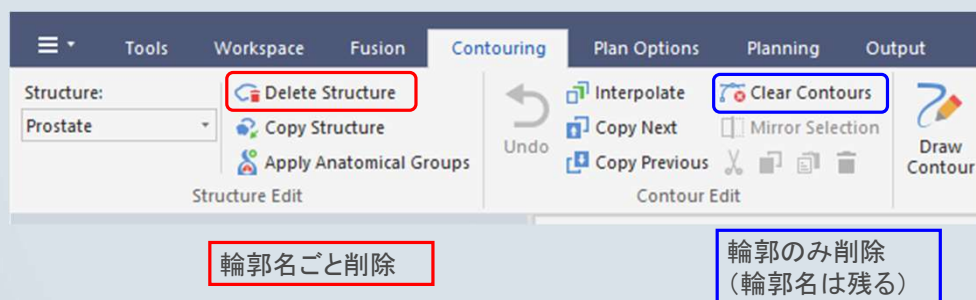 Tools Workspace Fusion Contouring Plan Options Planning Output
Structure:
Prostate
Delete Structure
Copy Structure
Apply Anatomical Groups
Structure Edit
Undo
Interpolate
Copy Next
Copy Previous
Clear Contours
Mirror Selection
Contour Edit
Draw
Contour
輪郭名ごと削除
輪郭のみ削除
（輪郭名は残る）